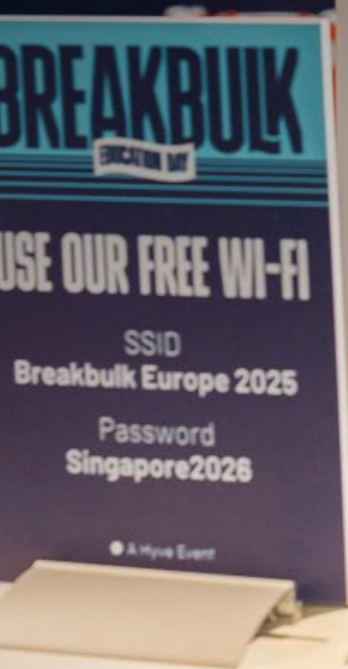 BREAKBULK
EDUCATION DAY
USE OUR FREE WI-FI
SSID
Breakbulk Europe 2025
Password
Singapore2026
A Hyve Event